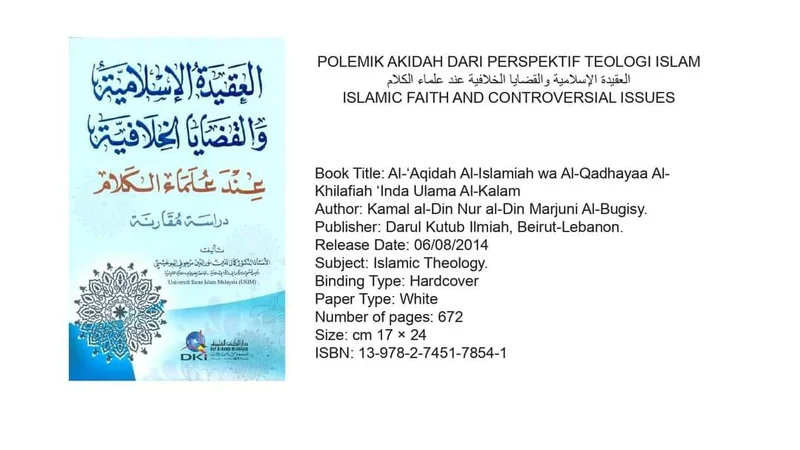 العقيدة الإسلامية
والقضايا الخلافية
عند علماء الكلام
دراسة مقارنة
تأليف
Universiti Sains Islam Malaysia (USIM)
دار الكتب العلمية
DKi
POLEMIK AKIDAH DARI PERSPEKTIF TEOLOGI ISLAM
العقيدة الإسلامية والقضايا الخلافية عند علماء الكلام
ISLAMIC FAITH AND CONTROVERSIAL ISSUES
Book Title: Al-‘Aqidah Al-Islamiah wa Al-Qadhayaa Al-
Khilafiah ‘Inda Ulama Al-Kalam
Author: Kamal al-Din Nur al-Din Marjuni Al-Bugisy.
Publisher: Darul Kutub Ilmiah, Beirut-Lebanon.
Release Date: 06/08/2014
Subject: Islamic Theology.
Binding Type: Hardcover
Paper Type: White
Number of pages: 672
Size: cm 17 × 24
ISBN: 13-978-2-7451-7854-1